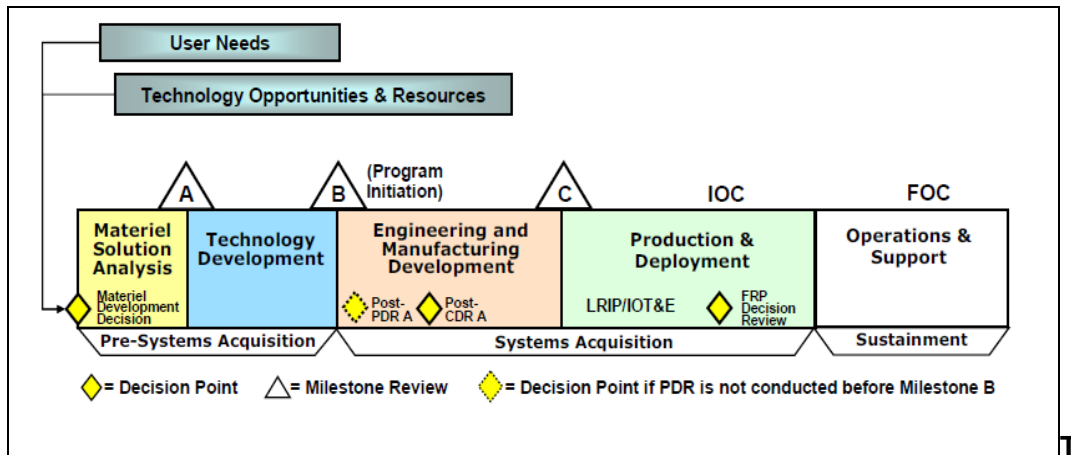 User Needs
Technology Opportunities & Resources
A
B
(Program
Initiation)
C
IOC
FOC
Materiel
Solution
Analysis
Technology
Development
Engineering and
Manufacturing
Development
Production &
Deployment
Operations &
Support
Materiel
Development
Decision
Post-
PDR A
Post-
CDR A
LRIP/IOT&E
FRP
Decision
Review
Pre-Systems Acquisition
Systems Acquisition
Sustainment
= Decision Point
= Milestone Review
= Decision Point if PDR is not conducted before Milestone B